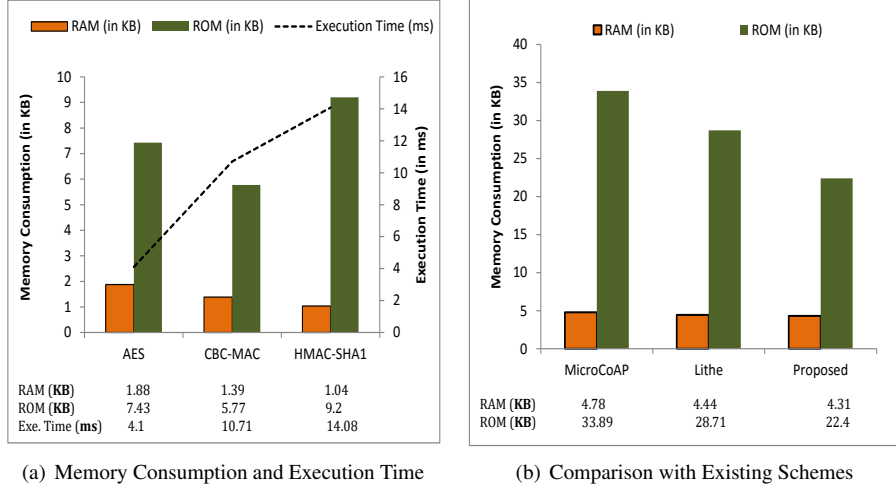 RAM (in KB) ROM (in KB) Execution Time (ms)
Memory Consumption (in KB)
10
9
8
7
6
5
4
3
2
1
0
16
14
12
10
8
6
4
2
0
Execution Time (in ms)
AES CBC-MAC HMAC-SHA1
RAM (KB) 1.88 1.39 1.04
ROM (KB) 7.43 5.77 9.2
Exe. Time (ms) 4.1 10.71 14.08
(a) Memory Consumption and Execution Time
RAM (in KB) ROM (in KB)
Memory Consumption (in KB)
40
35
30
25
20
15
10
5
0
MicroCoAP Lithe Proposed
RAM (KB) 4.78 4.44 4.31
ROM (KB) 33.89 28.71 22.4
(b) Comparison with Existing Schemes